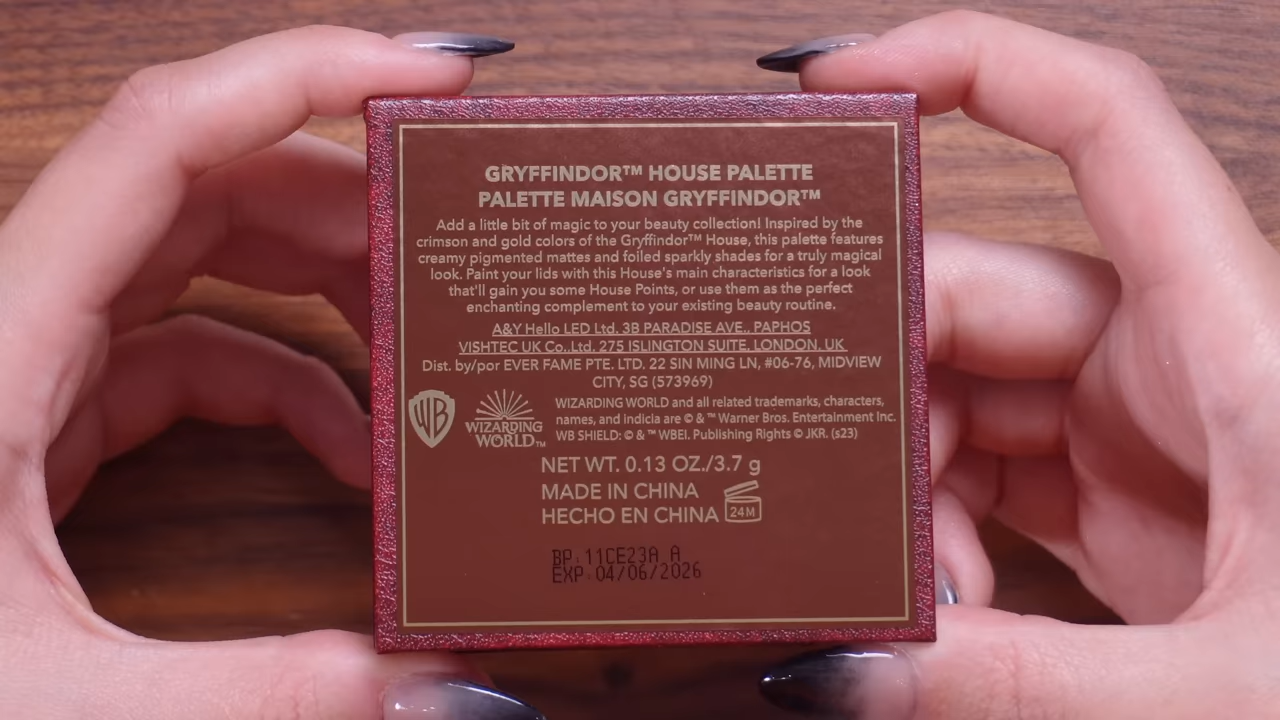 GRYFFINDOR™ HOUSE PALETTE
PALETTE MAISON GRYFFINDOR™
Add a little bit of magic to your beauty collection! Inspired by the
crimson and gold colors of the Gryffindor™ House, this palette features
creamy pigmented mattes and foiled sparkly shades for a truly magical
look. Paint your lids with this House's main characteristics for a look
that'll gain you some House Points, or use them as the perfect
enchanting complement to your existing beauty routine.
A&Y Hello LED Ltd. 3B PARADISE AVE., PAPHOS
VISHTEC UK Co.,Ltd. 275 ISLINGTON SUITE, LONDON, UK
Dist. by/por EVER FAME PTE. LTD. 22 SIN MING LN, #06-76, MIDVIEW
CITY, SG (573969)
WB
WIZARDING
WORLD™
WIZARDING WORLD and all related trademarks, characters,
names, and indicia are © & ™ Warner Bros. Entertainment Inc.
WB SHIELD: © & ™ WBEI. Publishing Rights © JKR. (s23)
NET WT. 0.13 OZ./3.7 g
MADE IN CHINA
HECHO EN CHINA
24M
BP: 11CE23A A
EXP: 04/06/2026